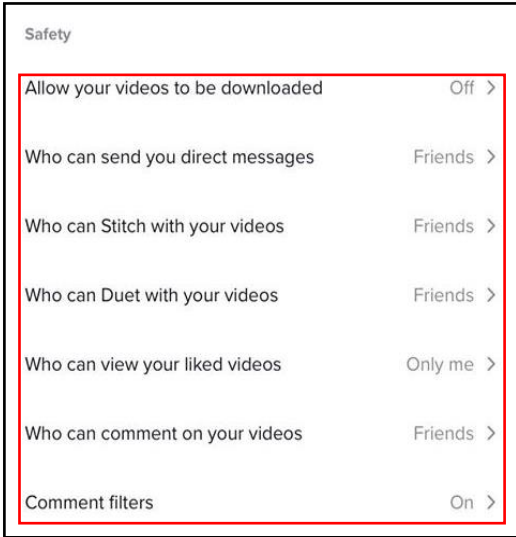 Safety
Allow your videos to be downloaded Off >
Who can send you direct messages Friends >
Who can Stitch with your videos Friends >
Who can Duet with your videos Friends >
Who can view your liked videos Only me >
Who can comment on your videos Friends >
Comment filters On >